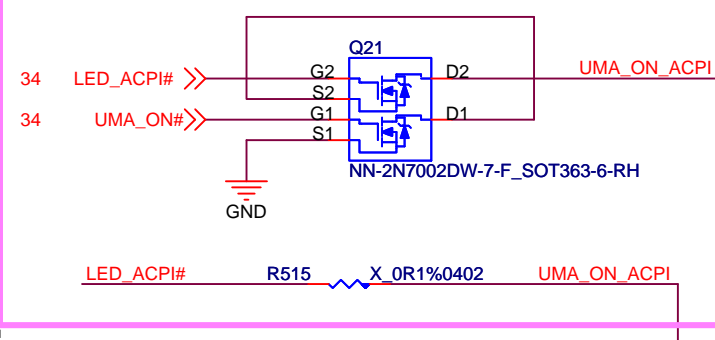 Q21
34 LED_ACPI# G2 D2 UMA_ON_ACPI
S2
34 UMA_ON# G1 D1
S1
NN-2N7002DW-7-F_SOT363-6-RH
GND
LED_ACPI# R515 X_0R1%0402 UMA_ON_ACPI